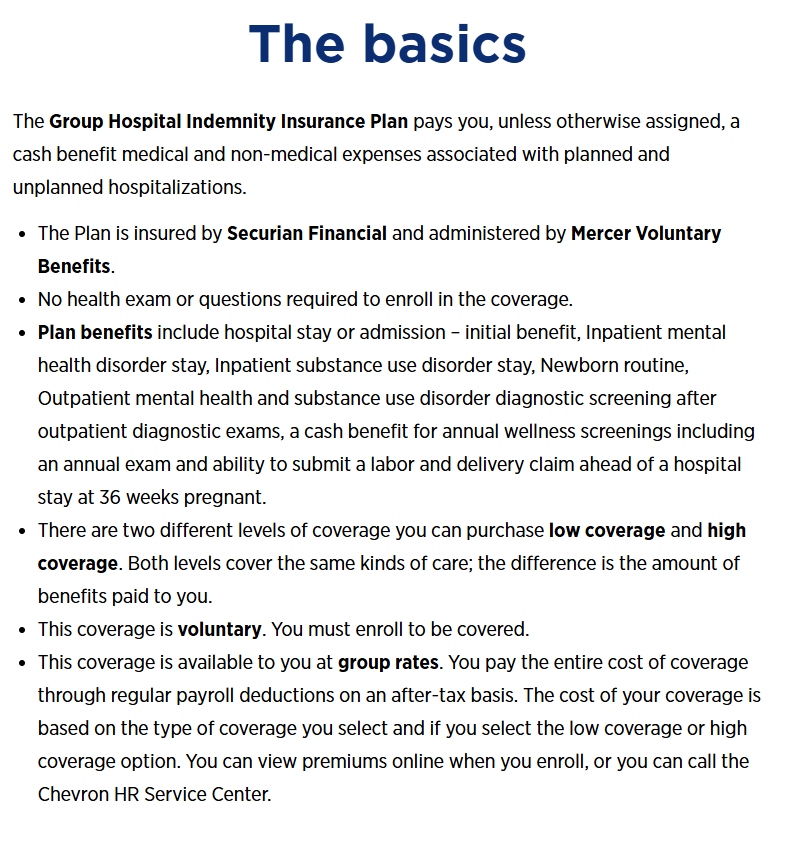 The basics
The Group Hospital Indemnity Insurance Plan pays you, unless otherwise assigned, a
cash benefit medical and non-medical expenses associated with planned and
unplanned hospitalizations.
• The Plan is insured by Securian Financial and administered by Mercer Voluntary
Benefits.
• No health exam or questions required to enroll in the coverage.
• Plan benefits include hospital stay or admission – initial benefit, Inpatient mental
health disorder stay, Inpatient substance use disorder stay, Newborn routine,
Outpatient mental health and substance use disorder diagnostic screening after
outpatient diagnostic exams, a cash benefit for annual wellness screenings including
an annual exam and ability to submit a labor and delivery claim ahead of a hospital
stay at 36 weeks pregnant.
• There are two different levels of coverage you can purchase low coverage and high
coverage. Both levels cover the same kinds of care; the difference is the amount of
benefits paid to you.
• This coverage is voluntary. You must enroll to be covered.
• This coverage is available to you at group rates. You pay the entire cost of coverage
through regular payroll deductions on an after-tax basis. The cost of your coverage is
based on the type of coverage you select and if you select the low coverage or high
coverage option. You can view premiums online when you enroll, or you can call the
Chevron HR Service Center.